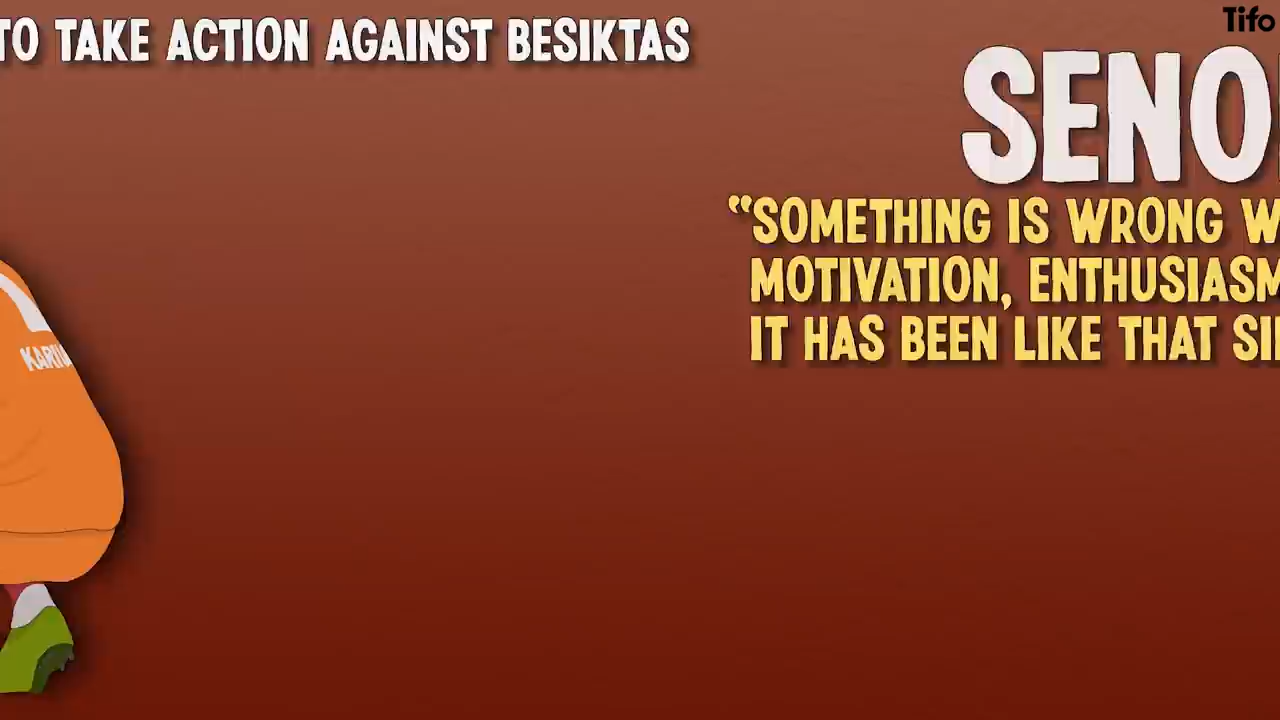 Tifo
TO TAKE ACTION AGAINST BESIKTAS
SENO
"SOMETHING IS WRONG W
MOTIVATION, ENTHUSIASM
IT HAS BEEN LIKE THAT SI